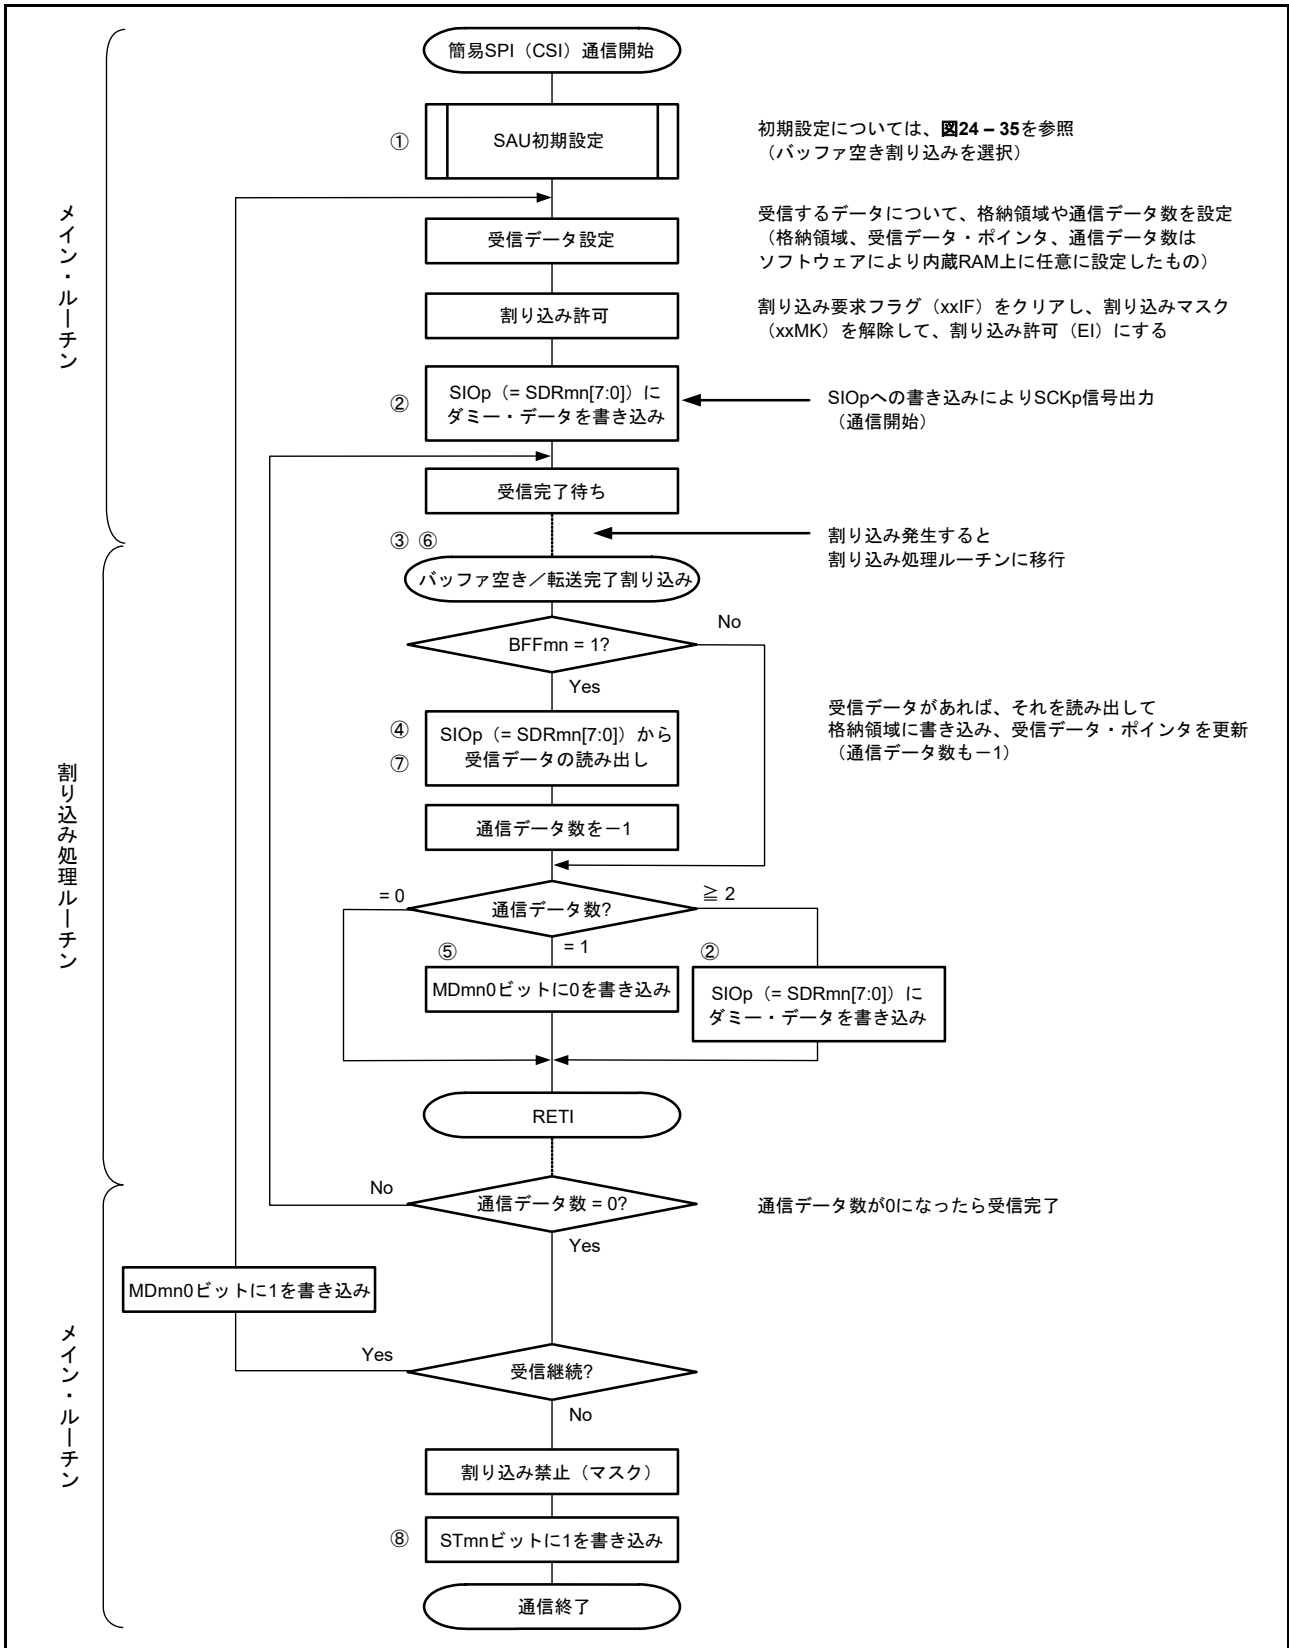 簡易SPI（CSI）通信開始
①
SAU初期設定
初期設定については、図24 – 35を参照
（バッファ空き割り込みを選択）
メイン・ルーチン
受信データ設定
受信するデータについて、格納領域や通信データ数を設定
（格納領域、受信データ・ポインタ、通信データ数は
ソフトウェアにより内蔵RAM上に任意に設定したもの）
割り込み許可
割り込み要求フラグ（xxIF）をクリアし、割り込みマスク
（xxMK）を解除して、割り込み許可（EI）にする
②
SIOp（= SDRmn[7:0]）に
ダミー・データを書き込み
SIOpへの書き込みによりSCKp信号出力
（通信開始）
受信完了待ち
③ ⑥
割り込み発生すると
割り込み処理ルーチンに移行
バッファ空き／転送完了割り込み
割り込み処理ルーチン
BFFmn = 1?
No
Yes
④
⑦
SIOp（= SDRmn[7:0]）から
受信データの読み出し
受信データがあれば、それを読み出して
格納領域に書き込み、受信データ・ポインタを更新
（通信データ数も－1）
通信データ数を－1
= 0
通信データ数?
≧ 2
= 1
⑤
MDmn0ビットに0を書き込み
②
SIOp（= SDRmn[7:0]）に
ダミー・データを書き込み
RETI
No
通信データ数 = 0?
通信データ数が0になったら受信完了
Yes
MDmn0ビットに1を書き込み
メイン・ルーチン
Yes
受信継続?
No
割り込み禁止（マスク）
⑧
STmnビットに1を書き込み
通信終了